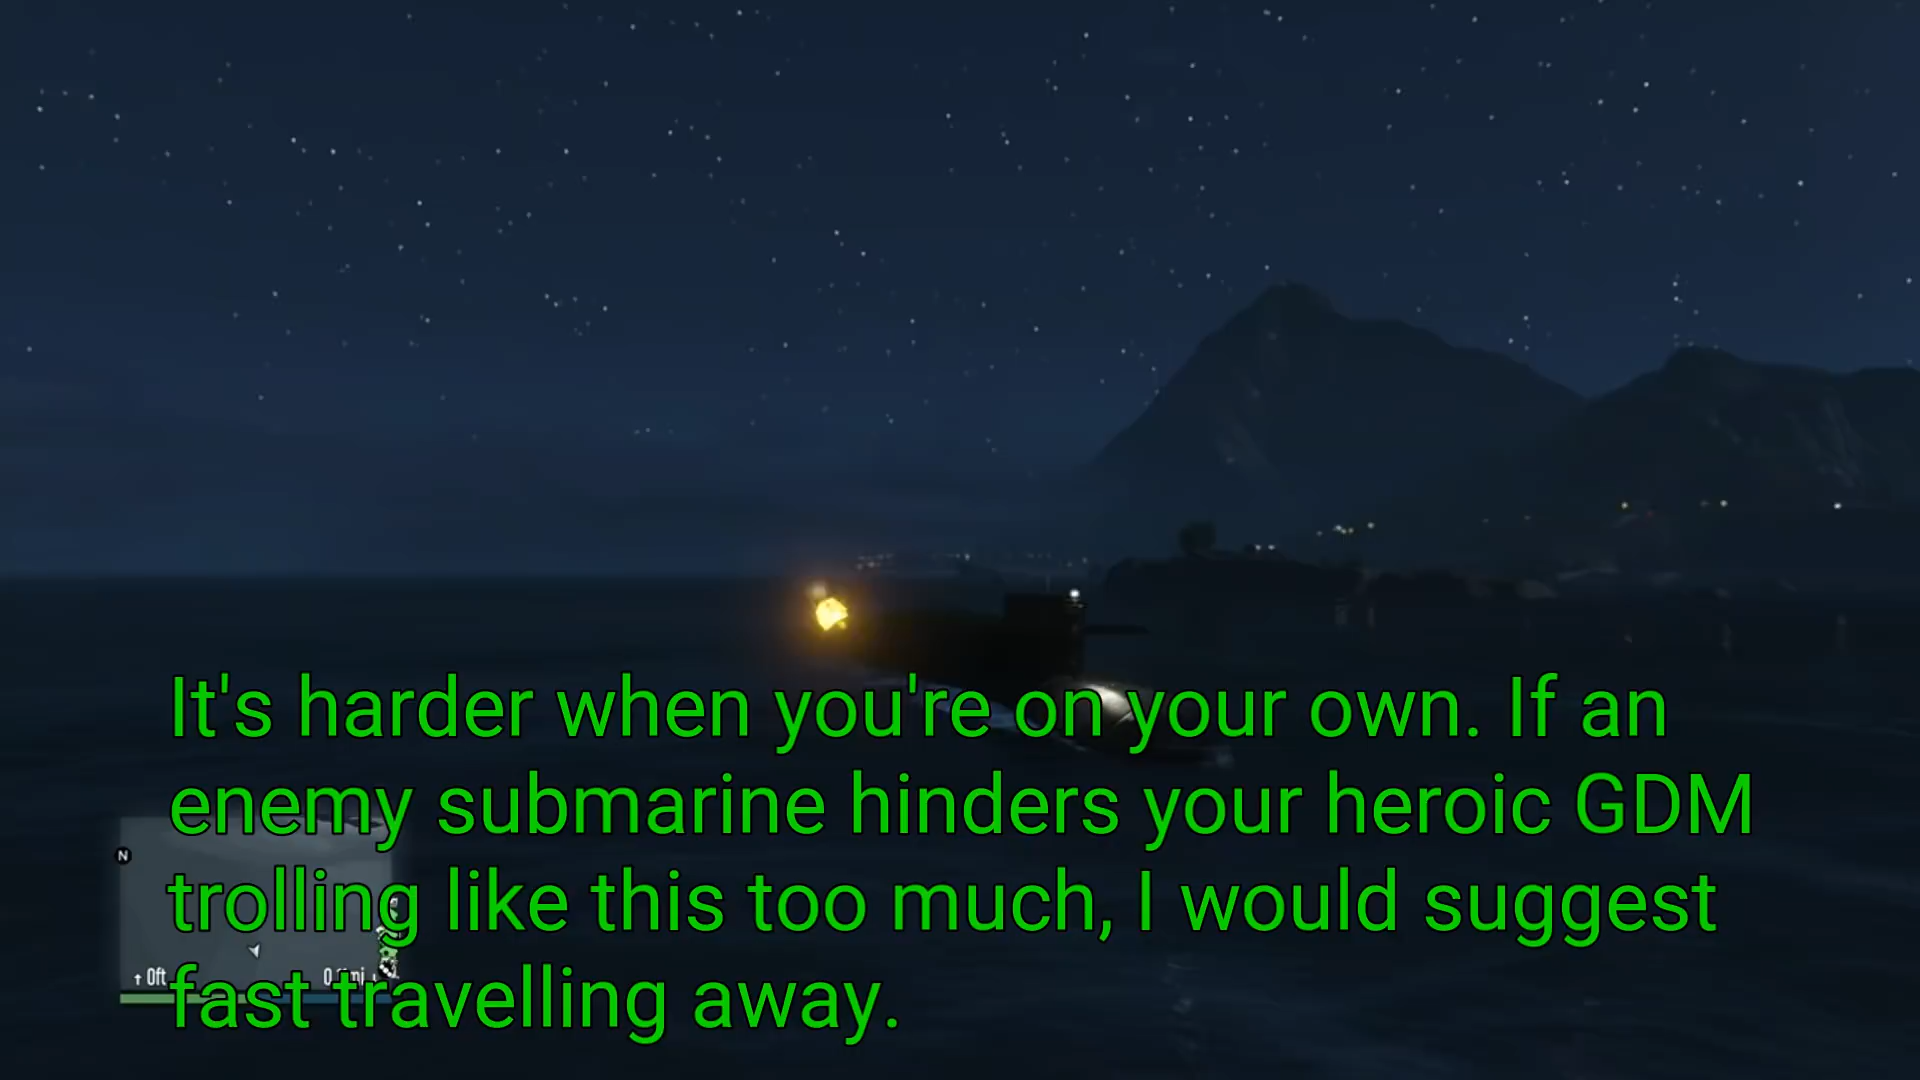 It's harder when you're on your own. If an
enemy submarine hinders your heroic GDM
trolling like this too much, I would suggest
fast travelling away.
N
↑ 0ft